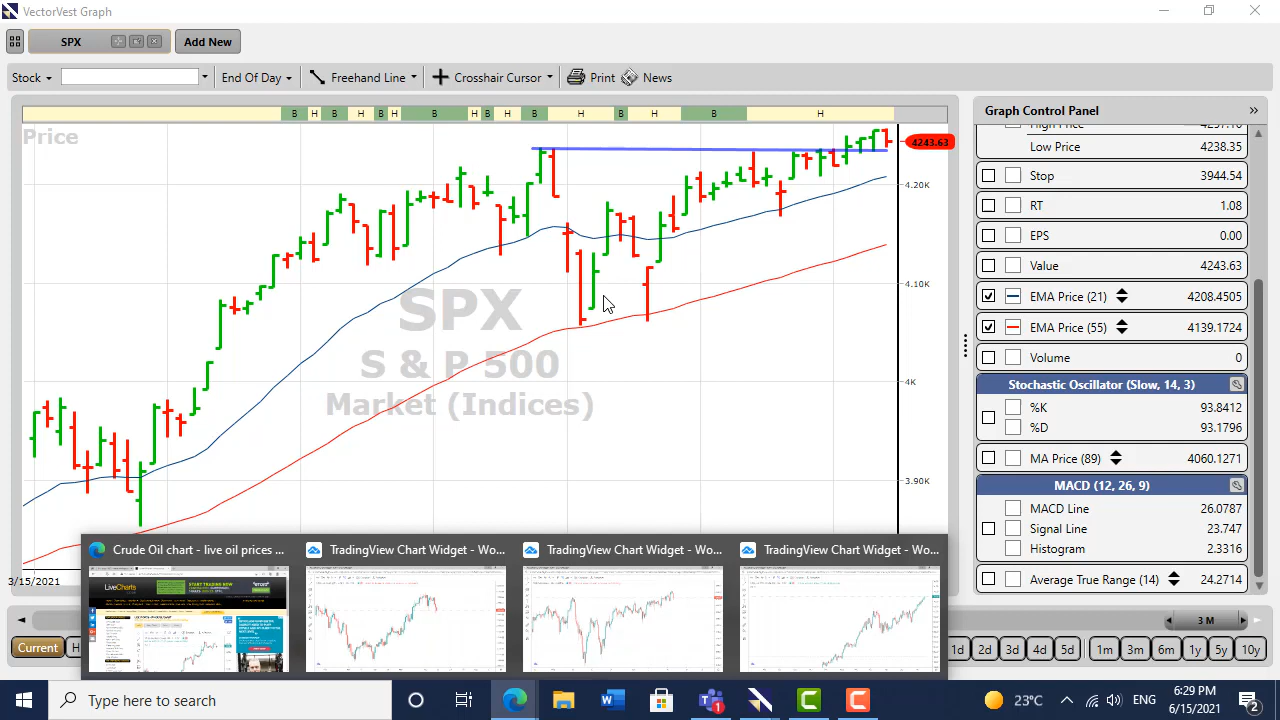 VectorVest Graph
SPX
Add New
Stock
End Of Day
Freehand Line
Crosshair Cursor
Print
News
B H B H B H B H B H B H B H B H
Price
SPX
S & P 500
Market (Indices)
4243.63
4.20K
4.10K
4K
3.90K
3/15/2021
Graph Control Panel
Low Price 4238.35
Stop 3944.54
RT 1.08
EPS 0.00
Value 4243.63
EMA Price (21) 4208.4505
EMA Price (55) 4139.1724
Volume 0
Stochastic Oscillator (Slow, 14, 3)
%K 93.8412
%D 93.1796
MA Price (89) 4060.1271
MACD (12, 26, 9)
MACD Line 26.0787
Signal Line 23.747
Histogram 2.3316
Average True Range (14) 24.2714
Crude Oil chart - live oil prices ...
TradingView Chart Widget - Wo...
TradingView Chart Widget - Wo...
TradingView Chart Widget - Wo...
3 M
Current H
1d 2d 3d 4d 5d 1m 3m 6m 1y 5y 10y
Type here to search
1
23°C
ENG
6:29 PM
6/15/2021
2